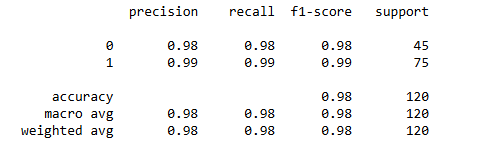 precision recall f1-score support
0 0.98 0.98 0.98 45
1 0.99 0.99 0.99 75
accuracy 0.98 120
macro avg 0.98 0.98 0.98 120
weighted avg 0.98 0.98 0.98 120